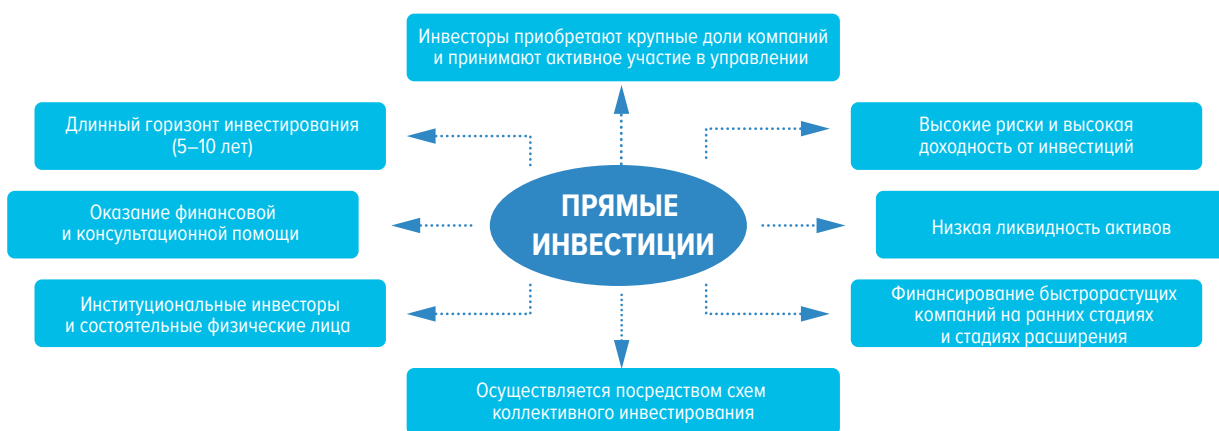 Инвесторы приобретают крупные доли компаний
и принимают активное участие в управлении
Длинный горизонт инвестирования
(5–10 лет)
Высокие риски и высокая
доходность от инвестиций
Оказание финансовой
и консультационной помощи
ПРЯМЫЕ
ИНВЕСТИЦИИ
Низкая ликвидность активов
Институциональные инвесторы
и состоятельные физические лица
Финансирование быстрорастущих
компаний на ранних стадиях
и стадиях расширения
Осуществляется посредством схем
коллективного инвестирования